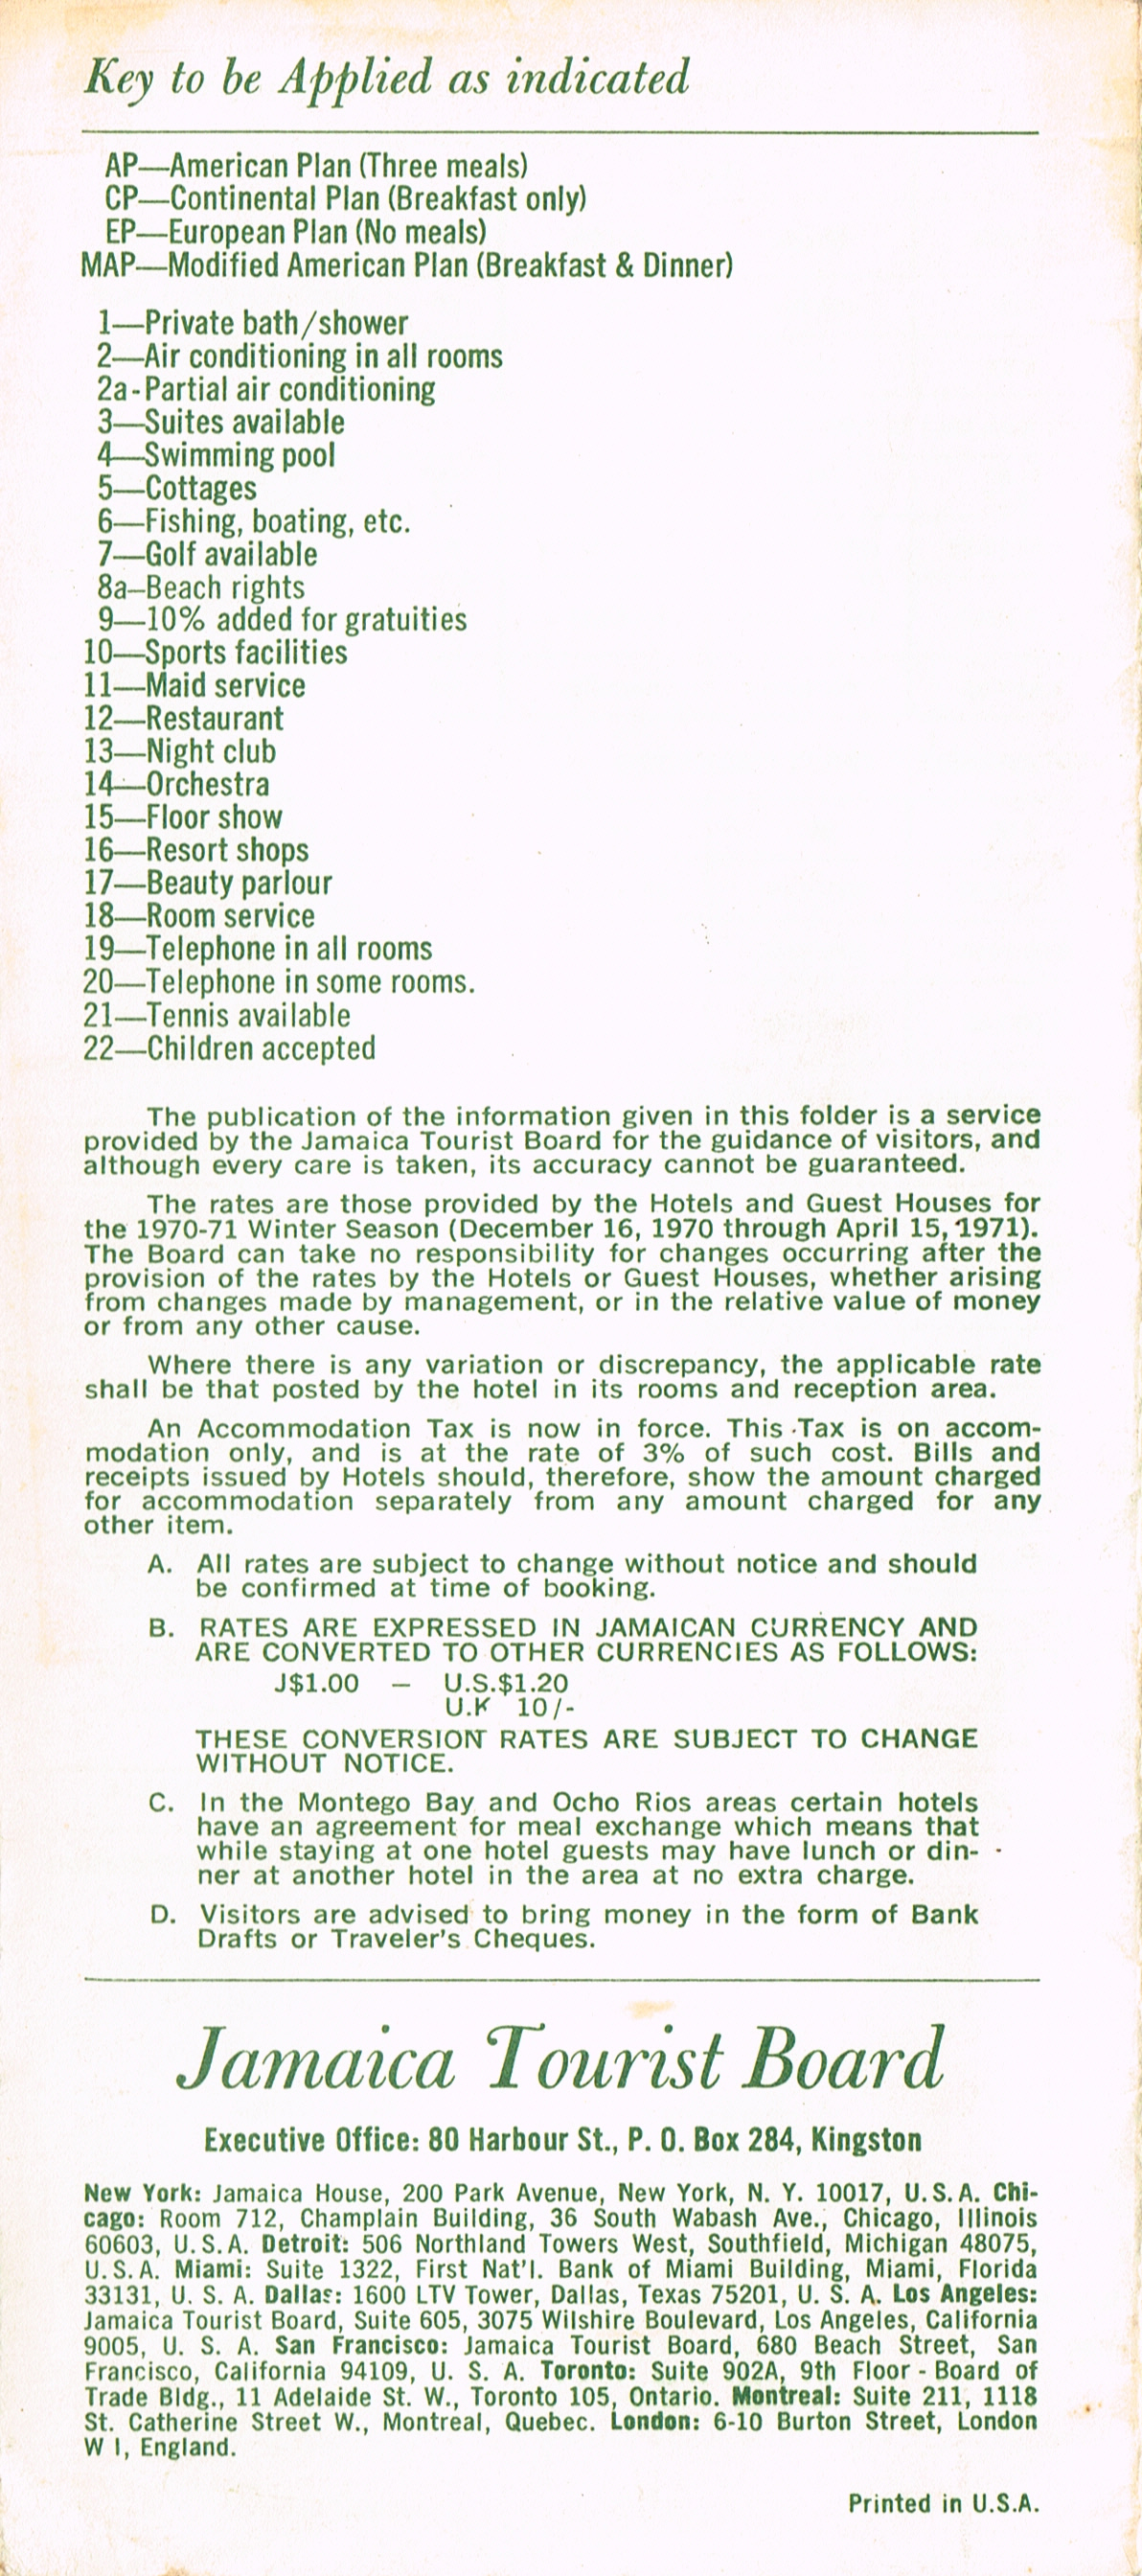 Key to be Applied as indicated
AP—American Plan (Three meals)
CP—Continental Plan (Breakfast only)
EP—European Plan (No meals)
MAP—Modified American Plan (Breakfast & Dinner)
1—Private bath/shower
2—Air conditioning in all rooms
2a-Partial air conditioning
3—Suites available
4—Swimming pool
5—Cottages
6—Fishing, boating, etc.
7—Golf available
8a–Beach rights
9—10% added for gratuities
10—Sports facilities
11—Maid service
12—Restaurant
13—Night club
14—Orchestra
15—Floor show
16—Resort shops
17—Beauty parlour
18—Room service
19—Telephone in all rooms
20—Telephone in some rooms.
21—Tennis available
22—Children accepted
The publication of the information given in this folder is a service
provided by the Jamaica Tourist Board for the guidance of visitors, and
although every care is taken, its accuracy cannot be guaranteed.
The rates are those provided by the Hotels and Guest Houses for
the 1970-71 Winter Season (December 16, 1970 through April 15, 1971).
The Board can take no responsibility for changes occurring after the
provision of the rates by the Hotels or Guest Houses, whether arising
from changes made by management, or in the relative value of money
or from any other cause.
Where there is any variation or discrepancy, the applicable rate
shall be that posted by the hotel in its rooms and reception area.
An Accommodation Tax is now in force. This Tax is on accom-
modation only, and is at the rate of 3% of such cost. Bills and
receipts issued by Hotels should, therefore, show the amount charged
for accommodation separately from any amount charged for any
other item.
A. All rates are subject to change without notice and should
be confirmed at time of booking.
B. RATES ARE EXPRESSED IN JAMAICAN CURRENCY AND
ARE CONVERTED TO OTHER CURRENCIES AS FOLLOWS:
J$1.00 — U.S.$1.20
U.K 10/-
THESE CONVERSION RATES ARE SUBJECT TO CHANGE
WITHOUT NOTICE.
C. In the Montego Bay and Ocho Rios areas certain hotels
have an agreement for meal exchange which means that
while staying at one hotel guests may have lunch or din-
ner at another hotel in the area at no extra charge.
D. Visitors are advised to bring money in the form of Bank
Drafts or Traveler's Cheques.
Jamaica Tourist Board
Executive Office: 80 Harbour St., P. O. Box 284, Kingston
New York: Jamaica House, 200 Park Avenue, New York, N. Y. 10017, U.S.A. Chi-
cago: Room 712, Champlain Building, 36 South Wabash Ave., Chicago, Illinois
60603, U.S.A. Detroit: 506 Northland Towers West, Southfield, Michigan 48075,
U.S.A. Miami: Suite 1322, First Nat'l. Bank of Miami Building, Miami, Florida
33131, U. S. A. Dallas: 1600 LTV Tower, Dallas, Texas 75201, U. S. A. Los Angeles:
Jamaica Tourist Board, Suite 605, 3075 Wilshire Boulevard, Los Angeles, California
9005, U. S. A. San Francisco: Jamaica Tourist Board, 680 Beach Street, San
Francisco, California 94109, U. S. A. Toronto: Suite 902A, 9th Floor - Board of
Trade Bldg., 11 Adelaide St. W., Toronto 105, Ontario. Montreal: Suite 211, 1118
St. Catherine Street W., Montreal, Quebec. London: 6-10 Burton Street, London
W I, England.
Printed in U.S.A.